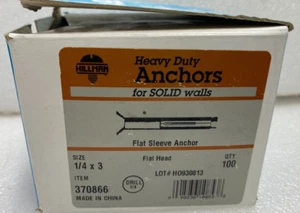 HILLMAN
Heavy Duty
Anchors
for SOLID walls
Flat Sleeve Anchor
SIZE
1/4 x 3
Flat Head
QTY
100
ITEM
370866
LOT# HO030813
DRILL
1/4
MADE IN CHINA